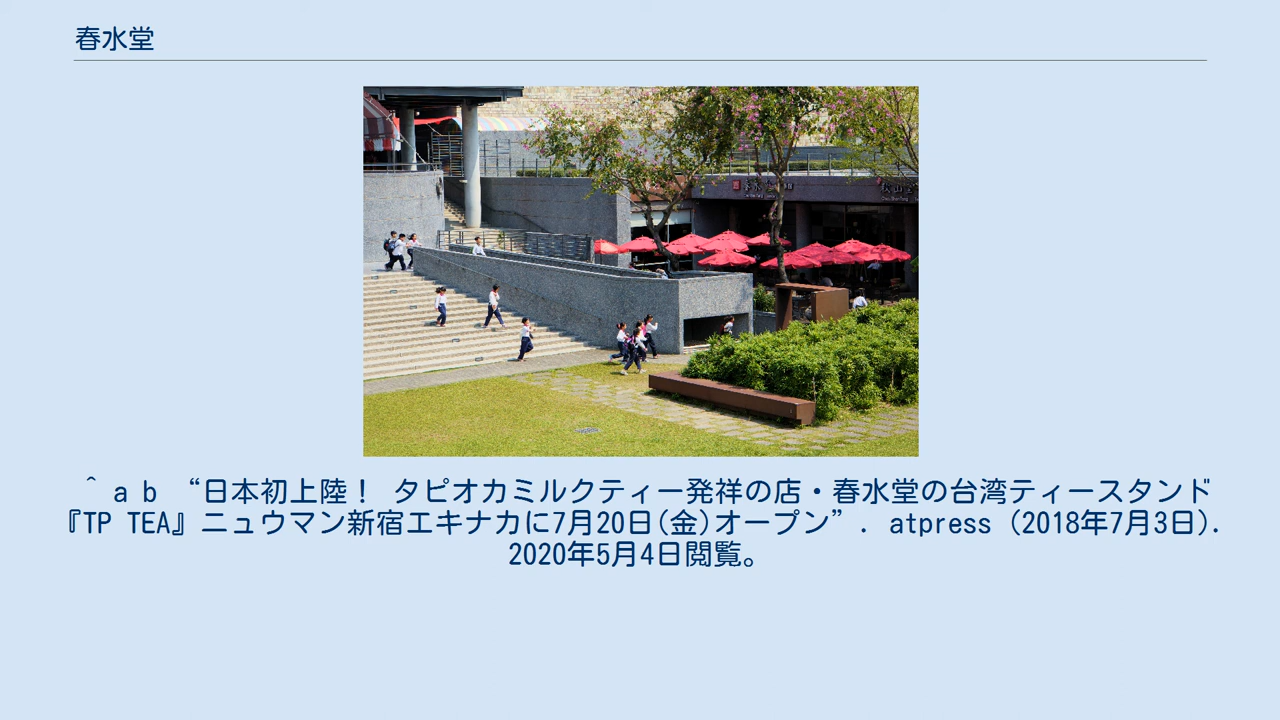 春水堂
^ a b “日本初上陸！ タピオカミルクティー発祥の店・春水堂の台湾ティースタンド
『TP TEA』ニュウマン新宿エキナカに7月20日(金)オープン”. atpress (2018年7月3日).
2020年5月4日閲覧。